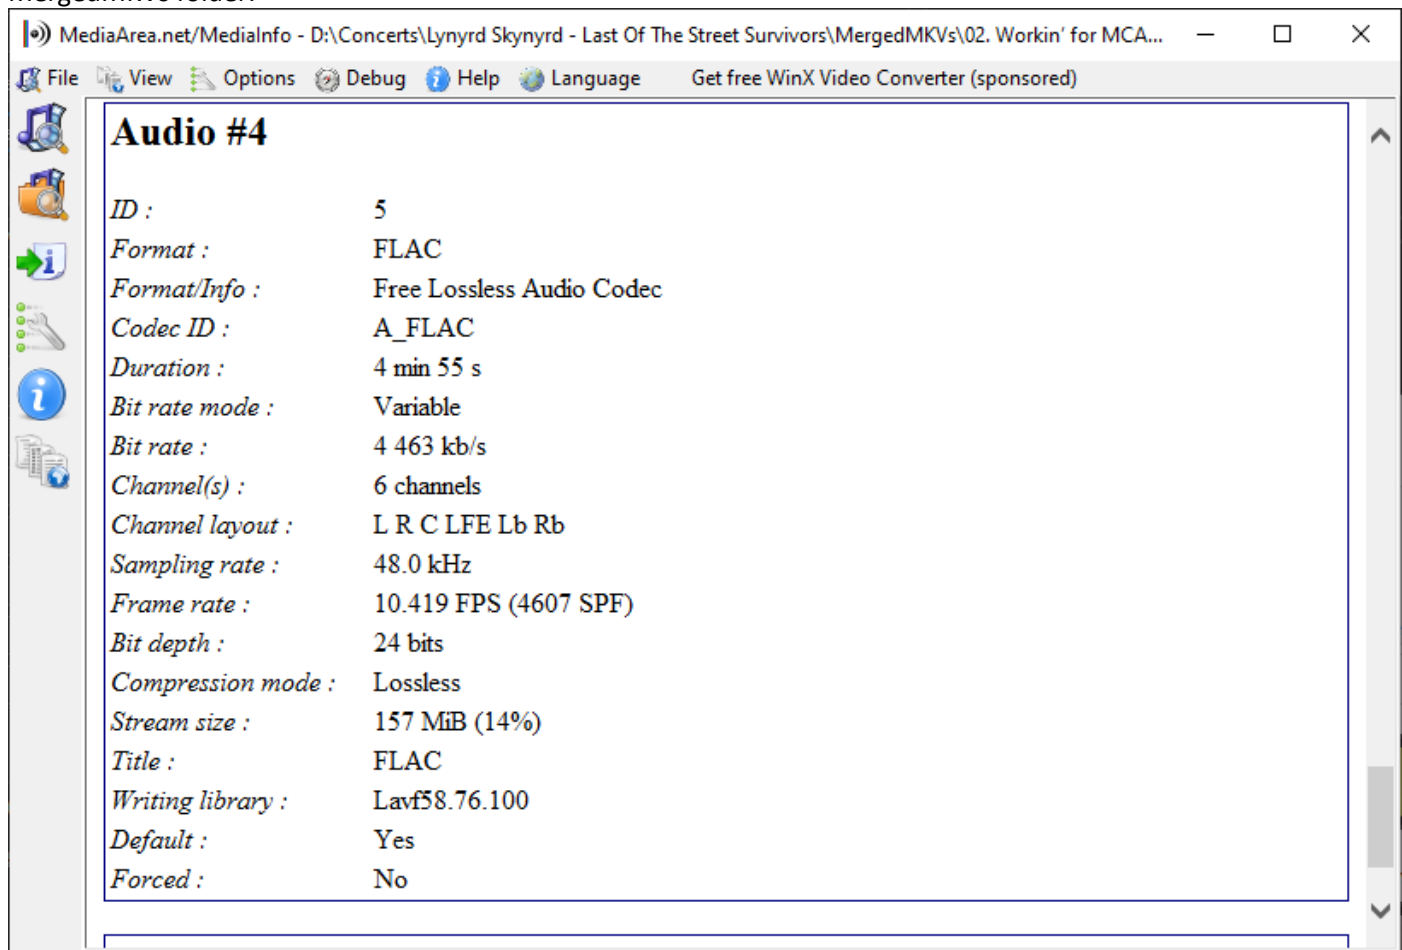 MediaArea.net/MediaInfo - D:\Concerts\Lynyrd Skynyrd - Last Of The Street Survivors\MergedMKVs\02. Workin' for MCA...
File View Options Debug Help Language Get free WinX Video Converter (sponsored)
Audio #4
ID : 5
Format : FLAC
Format/Info : Free Lossless Audio Codec
Codec ID : A_FLAC
Duration : 4 min 55 s
Bit rate mode : Variable
Bit rate : 4 463 kb/s
Channel(s) : 6 channels
Channel layout : L R C LFE Lb Rb
Sampling rate : 48.0 kHz
Frame rate : 10.419 FPS (4607 SPF)
Bit depth : 24 bits
Compression mode : Lossless
Stream size : 157 MiB (14%)
Title : FLAC
Writing library : Lavf58.76.100
Default : Yes
Forced : No